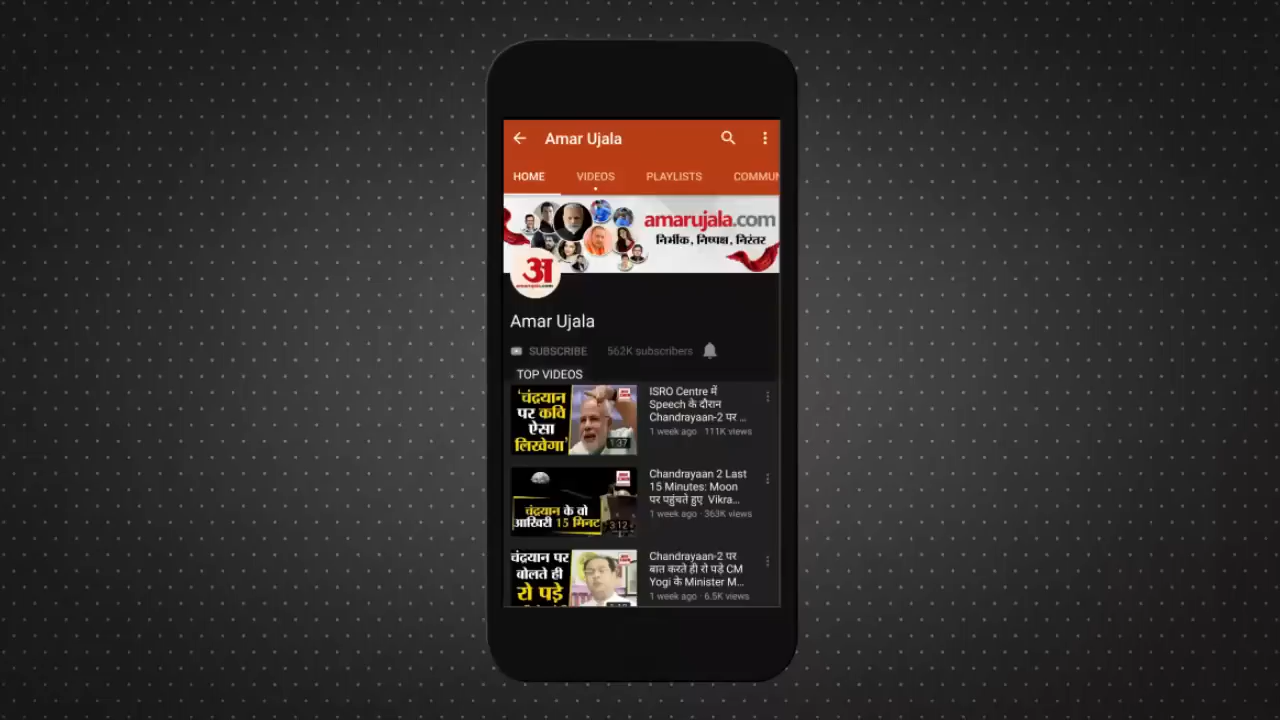 Amar Ujala
HOME VIDEOS PLAYLISTS COMMUN
amarujala.com
निर्भीक, निष्पक्ष, निरंतर
अ
amarujala.com
Amar Ujala
SUBSCRIBE 562K subscribers
TOP VIDEOS
'चंद्रयान
पर कवि
ऐसा
लिखेगा'
1:37
ISRO Centre में
Speech के दौरान
Chandrayaan-2 पर ...
1 week ago · 111K views
चंद्रयान के वो
आखिरी 15 मिनट
3:12
Chandrayaan 2 Last
15 Minutes: Moon
पर पहुंचते हुए Vikra...
1 week ago · 363K views
चंद्रयान पर
बोलते ही
रो पड़े
Chandrayaan-2 पर
बात करते ही रो पड़े CM
Yogi के Minister M...
1 week ago · 6.5K views